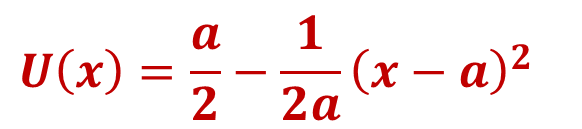 U(x) = a/2 − 1/2a (x − a)²